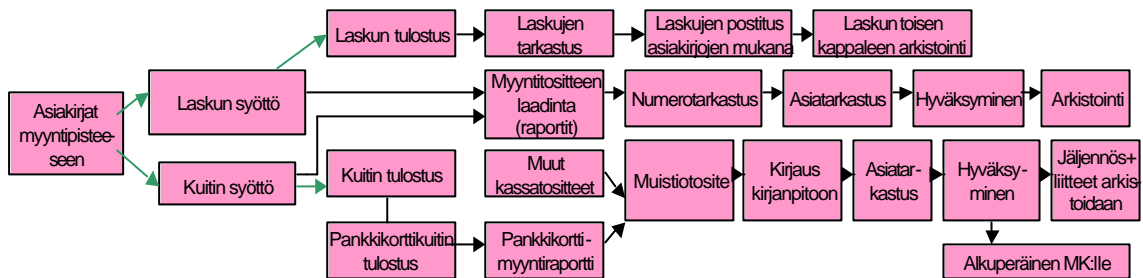 Laskun tulostus
Laskujen
tarkastus
Laskujen postitus
asiakirjojen mukana
Laskun toisen
kappaleen arkistointi
Asiakirjat
myyntipistee-
seen
Laskun syöttö
Myyntitositteen
laadinta
(raportit)
Numerotarkastus
Asiatarkastus
Hyväksyminen
Arkistointi
Kuitin syöttö
Kuitin tulostus
Muut
kassatositteet
Muistiotosite
Kirjaus
kirjanpitoon
Asiatar-
kastus
Hyväksy-
minen
Jäljennös+
liitteet arkis-
toidaan
Pankkikorttikuitin
tulostus
Pankkikortti-
myyntiraportti
Alkuperäinen MK:lle